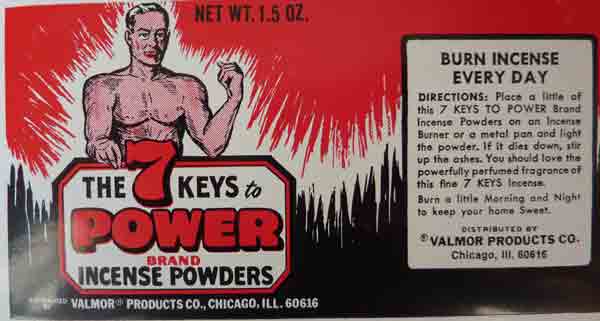 NET WT. 1.5 OZ.
THE 7 KEYS to
POWER
BRAND
INCENSE POWDERS
DISTRIBUTED
BY VALMOR® PRODUCTS CO., CHICAGO, ILL. 60616
BURN INCENSE
EVERY DAY
DIRECTIONS: Place a little of
this 7 KEYS TO POWER Brand
Incense Powders on an Incense
Burner or a metal pan and light
the powder. If it dies down, stir
up the ashes. You should love the
powerfully perfumed fragrance of
this fine 7 KEYS Incense.
Burn a little Morning and Night
to keep your home Sweet.
DISTRIBUTED BY
® VALMOR PRODUCTS CO.
Chicago, Ill. 60616